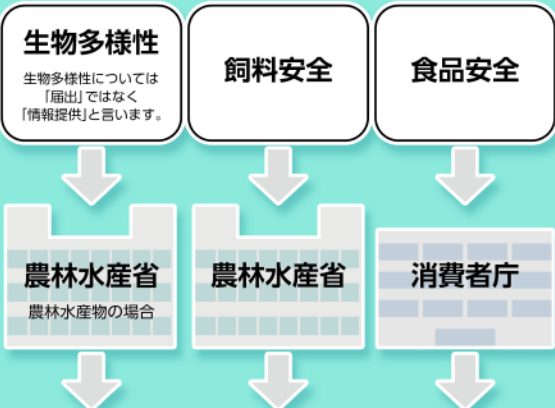 生物多様性
生物多様性については
「届出」ではなく
「情報提供」と言います。
飼料安全
食品安全
農林水産省
農林水産物の場合
農林水産省
消費者庁